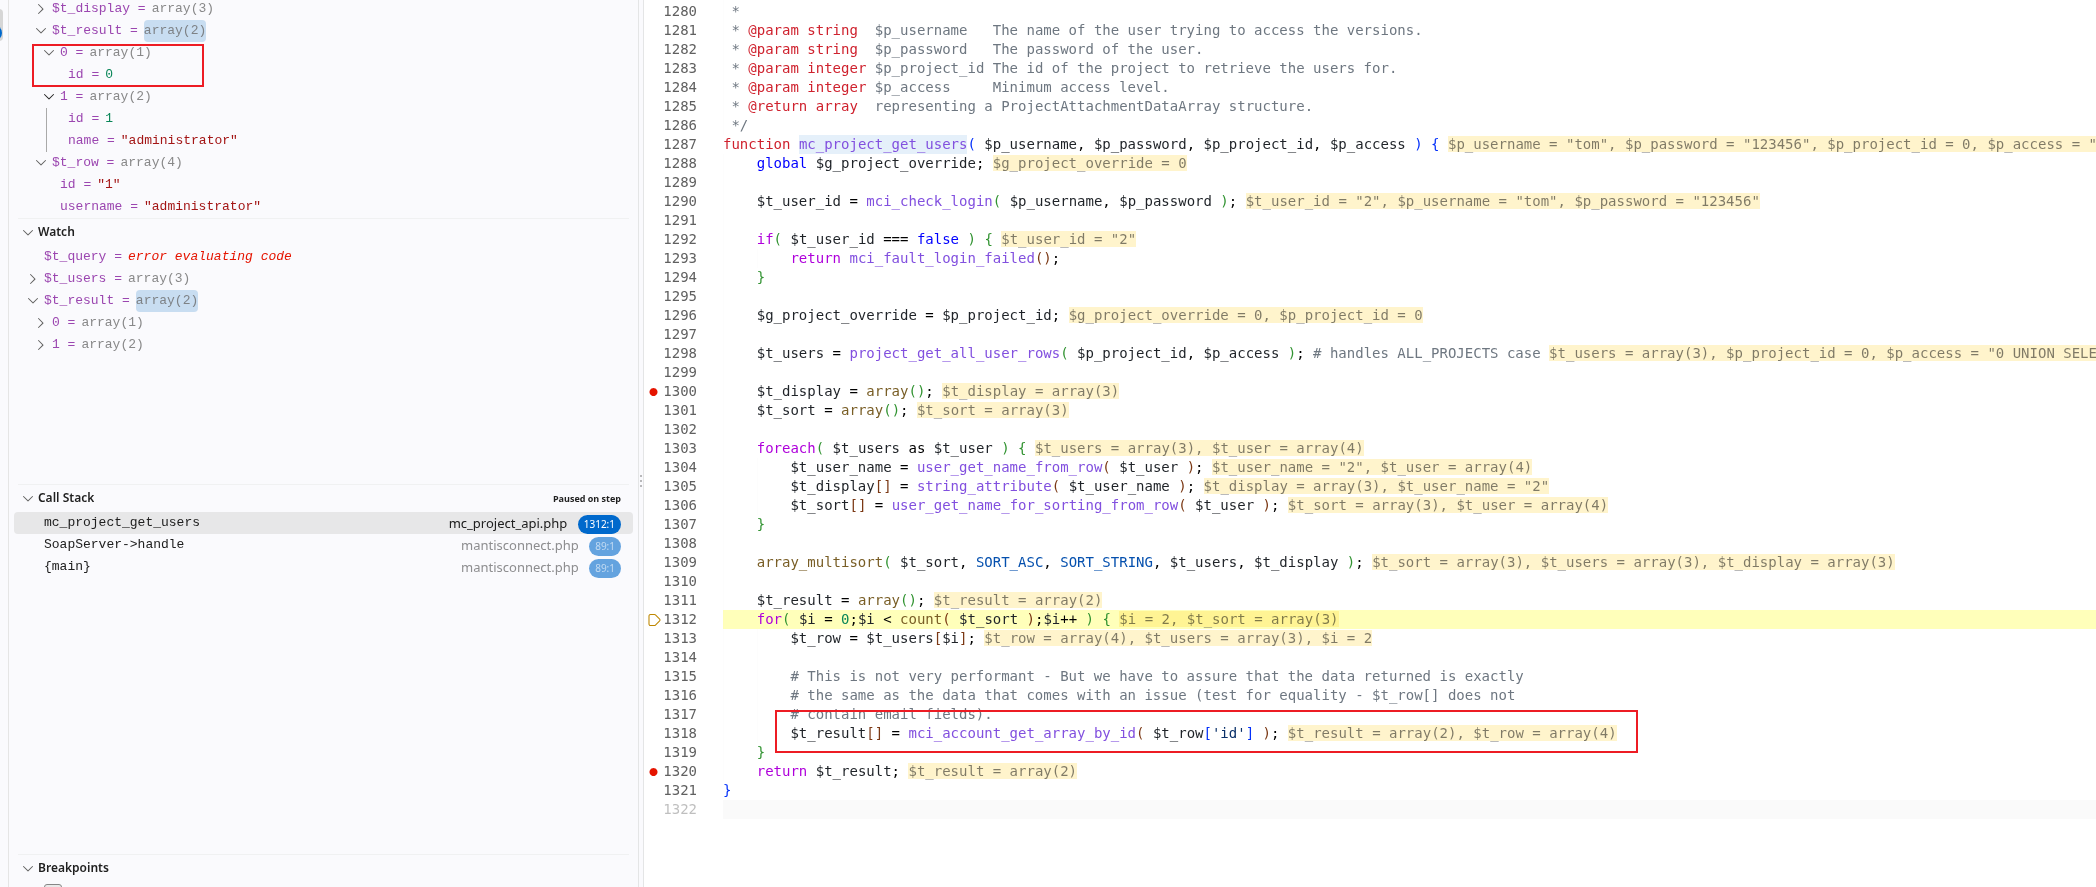 $t_display = array(3)
$t_result = array(2)
0 = array(1)
id = 0
1 = array(2)
id = 1
name = "administrator"
$t_row = array(4)
id = "1"
username = "administrator"
Watch
$t_query = error evaluating code
$t_users = array(3)
$t_result = array(2)
0 = array(1)
1 = array(2)
Call Stack Paused on step
mc_project_get_users mc_project_api.php 1312:1
SoapServer->handle mantisconnect.php 89:1
{main} mantisconnect.php 89:1
Breakpoints
1280 *
1281 * @param string $p_username The name of the user trying to access the versions.
1282 * @param string $p_password The password of the user.
1283 * @param integer $p_project_id The id of the project to retrieve the users for.
1284 * @param integer $p_access Minimum access level.
1285 * @return array representing a ProjectAttachmentDataArray structure.
1286 */
1287 function mc_project_get_users( $p_username, $p_password, $p_project_id, $p_access ) { $p_username = "tom", $p_password = "123456", $p_project_id = 0, $p_access = "
1288 global $g_project_override; $g_project_override = 0
1289
1290 $t_user_id = mci_check_login( $p_username, $p_password ); $t_user_id = "2", $p_username = "tom", $p_password = "123456"
1291
1292 if( $t_user_id === false ) { $t_user_id = "2"
1293 return mci_fault_login_failed();
1294 }
1295
1296 $g_project_override = $p_project_id; $g_project_override = 0, $p_project_id = 0
1297
1298 $t_users = project_get_all_user_rows( $p_project_id, $p_access ); # handles ALL_PROJECTS case $t_users = array(3), $p_project_id = 0, $p_access = "0 UNION SELE
1299
1300 $t_display = array(); $t_display = array(3)
1301 $t_sort = array(); $t_sort = array(3)
1302
1303 foreach( $t_users as $t_user ) { $t_users = array(3), $t_user = array(4)
1304 $t_user_name = user_get_name_from_row( $t_user ); $t_user_name = "2", $t_user = array(4)
1305 $t_display[] = string_attribute( $t_user_name ); $t_display = array(3), $t_user_name = "2"
1306 $t_sort[] = user_get_name_for_sorting_from_row( $t_user ); $t_sort = array(3), $t_user = array(4)
1307 }
1308
1309 array_multisort( $t_sort, SORT_ASC, SORT_STRING, $t_users, $t_display ); $t_sort = array(3), $t_users = array(3), $t_display = array(3)
1310
1311 $t_result = array(); $t_result = array(2)
1312 for( $i = 0;$i < count( $t_sort );$i++ ) { $i = 2, $t_sort = array(3)
1313 $t_row = $t_users[$i]; $t_row = array(4), $t_users = array(3), $i = 2
1314
1315 # This is not very performant - But we have to assure that the data returned is exactly
1316 # the same as the data that comes with an issue (test for equality - $t_row[] does not
1317 # contain email fields).
1318 $t_result[] = mci_account_get_array_by_id( $t_row['id'] ); $t_result = array(2), $t_row = array(4)
1319 }
1320 return $t_result; $t_result = array(2)
1321 }
1322